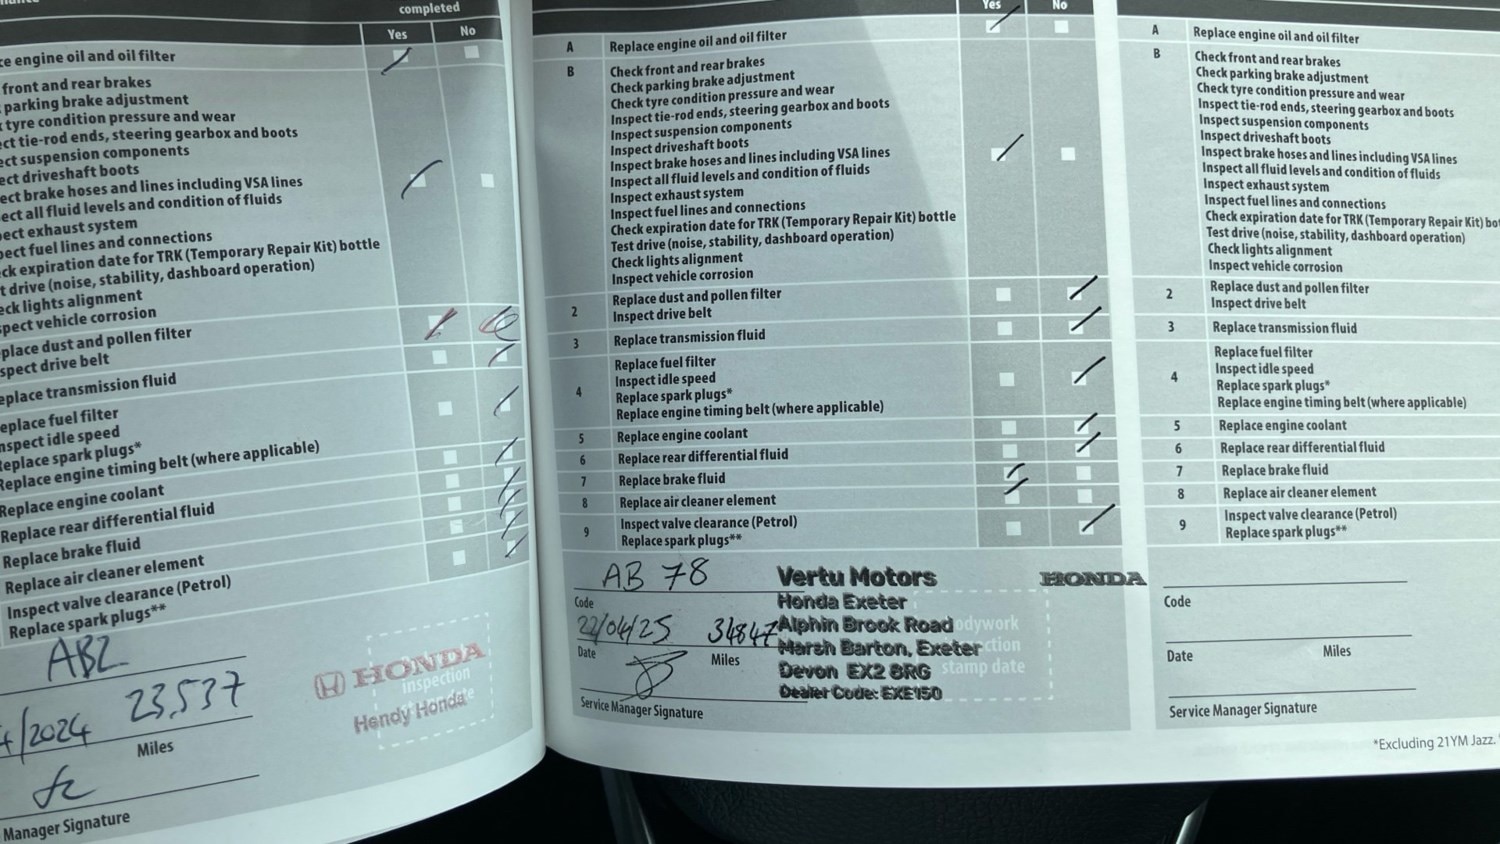 completed
Yes No
ce engine oil and oil filter
front and rear brakes
parking brake adjustment
tyre condition pressure and wear
ect tie-rod ends, steering gearbox and boots
ect suspension components
ect driveshaft boots
ect brake hoses and lines including VSA lines
ect all fluid levels and condition of fluids
pect exhaust system
pect fuel lines and connections
ck expiration date for TRK (Temporary Repair Kit) bottle
t drive (noise, stability, dashboard operation)
eck lights alignment
spect vehicle corrosion
place dust and pollen filter
spect drive belt
eplace transmission fluid
eplace fuel filter
nspect idle speed
Replace spark plugs*
Replace engine timing belt (where applicable)
Replace engine coolant
Replace rear differential fluid
Replace brake fluid
Replace air cleaner element
Inspect valve clearance (Petrol)
Replace spark plugs**
AB2
4/2024 23,537
Miles
Manager Signature
HONDA
inspection
Hendy Honda
Yes No
A Replace engine oil and oil filter
B Check front and rear brakes
Check parking brake adjustment
Check tyre condition pressure and wear
Inspect tie-rod ends, steering gearbox and boots
Inspect suspension components
Inspect driveshaft boots
Inspect brake hoses and lines including VSA lines
Inspect all fluid levels and condition of fluids
Inspect exhaust system
Inspect fuel lines and connections
Check expiration date for TRK (Temporary Repair Kit) bottle
Test drive (noise, stability, dashboard operation)
Check lights alignment
Inspect vehicle corrosion
2 Replace dust and pollen filter
Inspect drive belt
3 Replace transmission fluid
4 Replace fuel filter
Inspect idle speed
Replace spark plugs*
Replace engine timing belt (where applicable)
5 Replace engine coolant
6 Replace rear differential fluid
7 Replace brake fluid
8 Replace air cleaner element
9 Inspect valve clearance (Petrol)
Replace spark plugs**
AB 78
Code
22/04/25 34847
Date Miles
Service Manager Signature
Vertu Motors HONDA
Honda Exeter
Alphin Brook Road odywork
Marsh Barton, Exeter ction
Devon EX2 8RG stamp date
Dealer Code: EXE150
A Replace engine oil and oil filter
B Check front and rear brakes
Check parking brake adjustment
Check tyre condition pressure and wear
Inspect tie-rod ends, steering gearbox and boots
Inspect suspension components
Inspect driveshaft boots
Inspect brake hoses and lines including VSA lines
Inspect all fluid levels and condition of fluids
Inspect exhaust system
Inspect fuel lines and connections
Check expiration date for TRK (Temporary Repair Kit) bot
Test drive (noise, stability, dashboard operation)
Check lights alignment
Inspect vehicle corrosion
2 Replace dust and pollen filter
Inspect drive belt
3 Replace transmission fluid
4 Replace fuel filter
Inspect idle speed
Replace spark plugs*
Replace engine timing belt (where applicable)
5 Replace engine coolant
6 Replace rear differential fluid
7 Replace brake fluid
8 Replace air cleaner element
9 Inspect valve clearance (Petrol)
Replace spark plugs**
Code
Date Miles
Service Manager Signature
*Excluding 21YM Jazz.